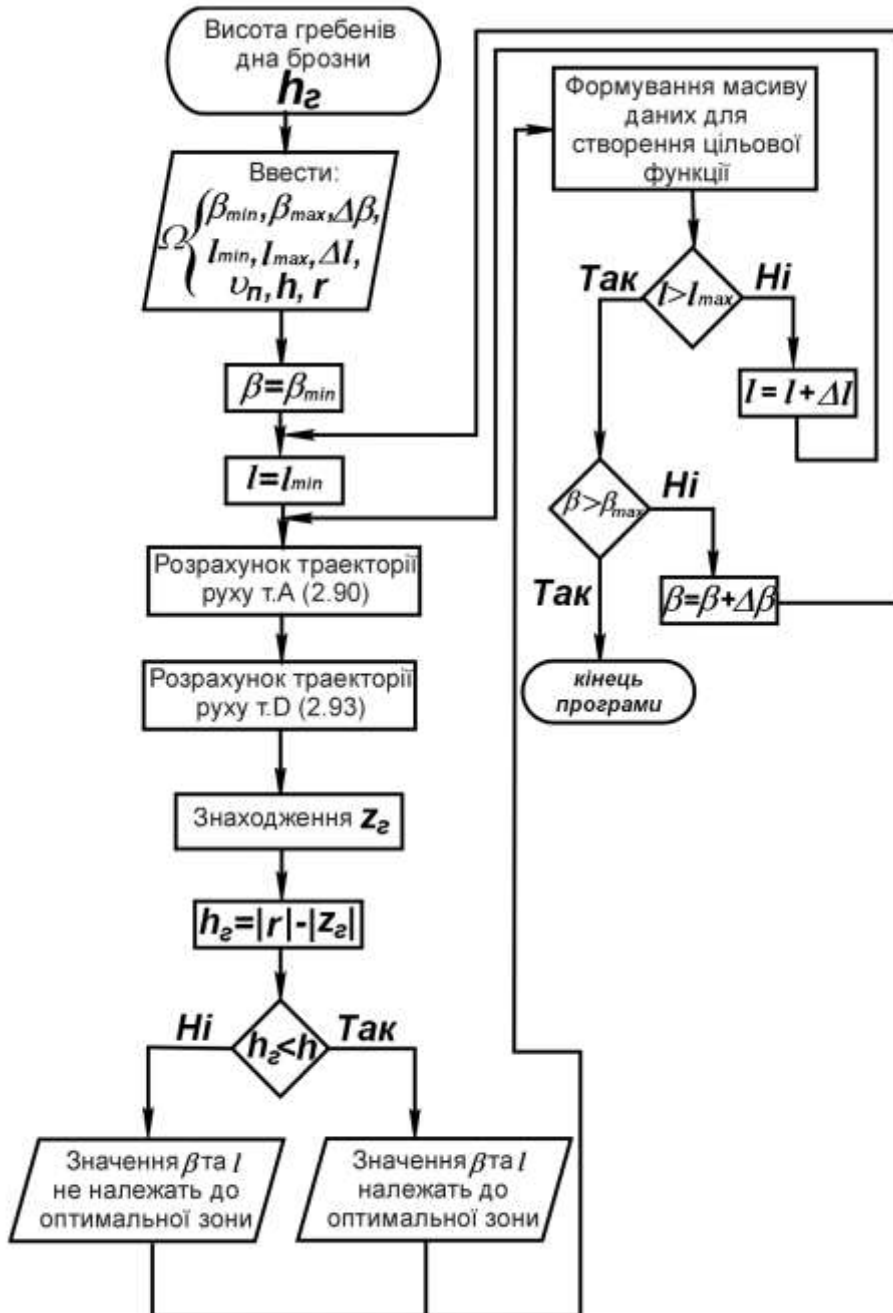 Висота гребенів
дна брозни
hг
Ввести:
Ω{βmin, βmax, Δβ,
lmin, lmax, Δl,
υп, h, r
β=βmin
l=lmin
Розрахунок траекторії
руху т.А (2.90)
Розрахунок траекторії
руху т.D (2.93)
Знаходження zг
hг=|r|-|zг|
hг<h
Ні
Так
Значення β та l
не належать до
оптимальної зони
Значення β та l
належать до
оптимальної зони
Формування масиву
даних для
створення цільової
функції
l>lmax
Так
Ні
l = l + Δl
β>βmax
Ні
Так
β=β+Δβ
кінець
програми